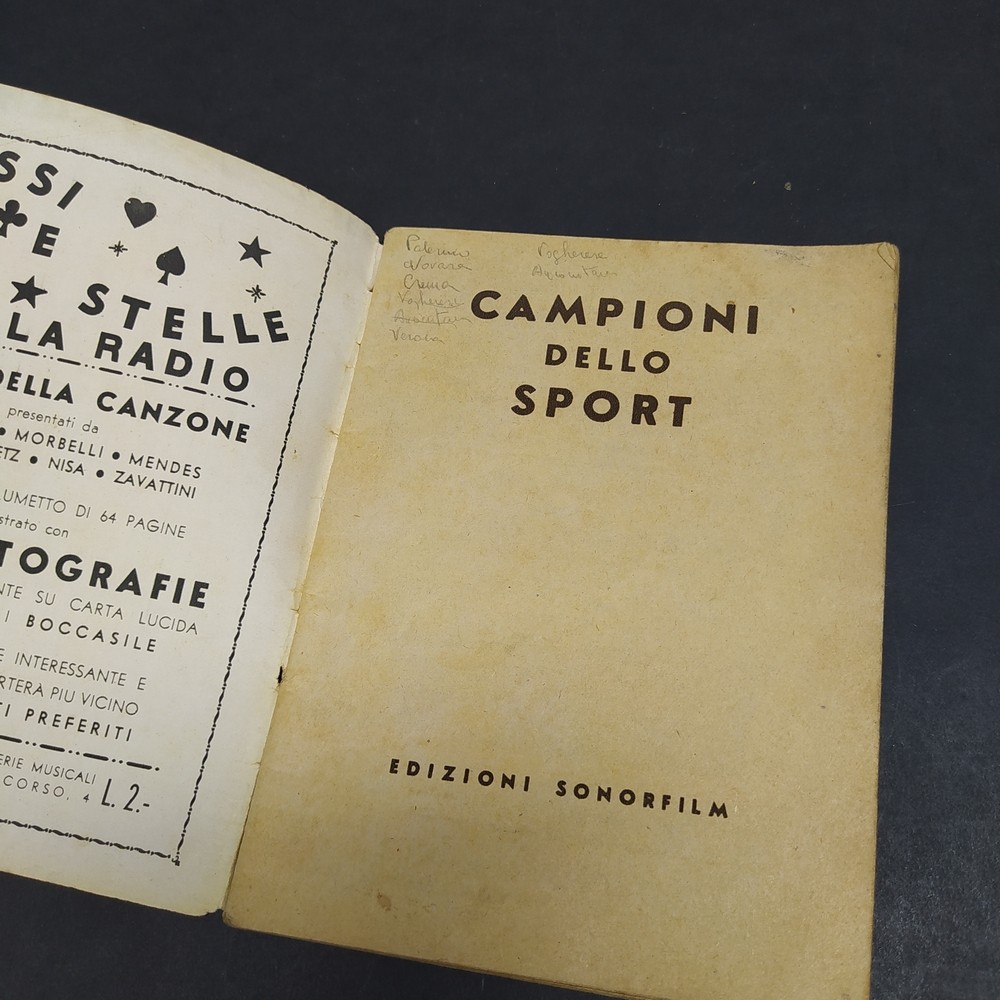 SSI
E
STELLE
LA RADIO
DELLA CANZONE
presentati da
• MORBELLI • MENDES
ETZ • NISA • ZAVATTINI
LUMETTO DI 64 PAGINE
strato con
TOGRAFIE
NTE SU CARTA LUCIDA
I BOCCASILE
E INTERESSANTE E
RTERA PIU VICINO
TI PREFERITI
ERIE MUSICALI
CORSO, 4 L. 2.-
Palermo
Novara
Crema
Vogherese
Verona
Vogherese
CAMPIONI
DELLO
SPORT
EDIZIONI SONORFILM